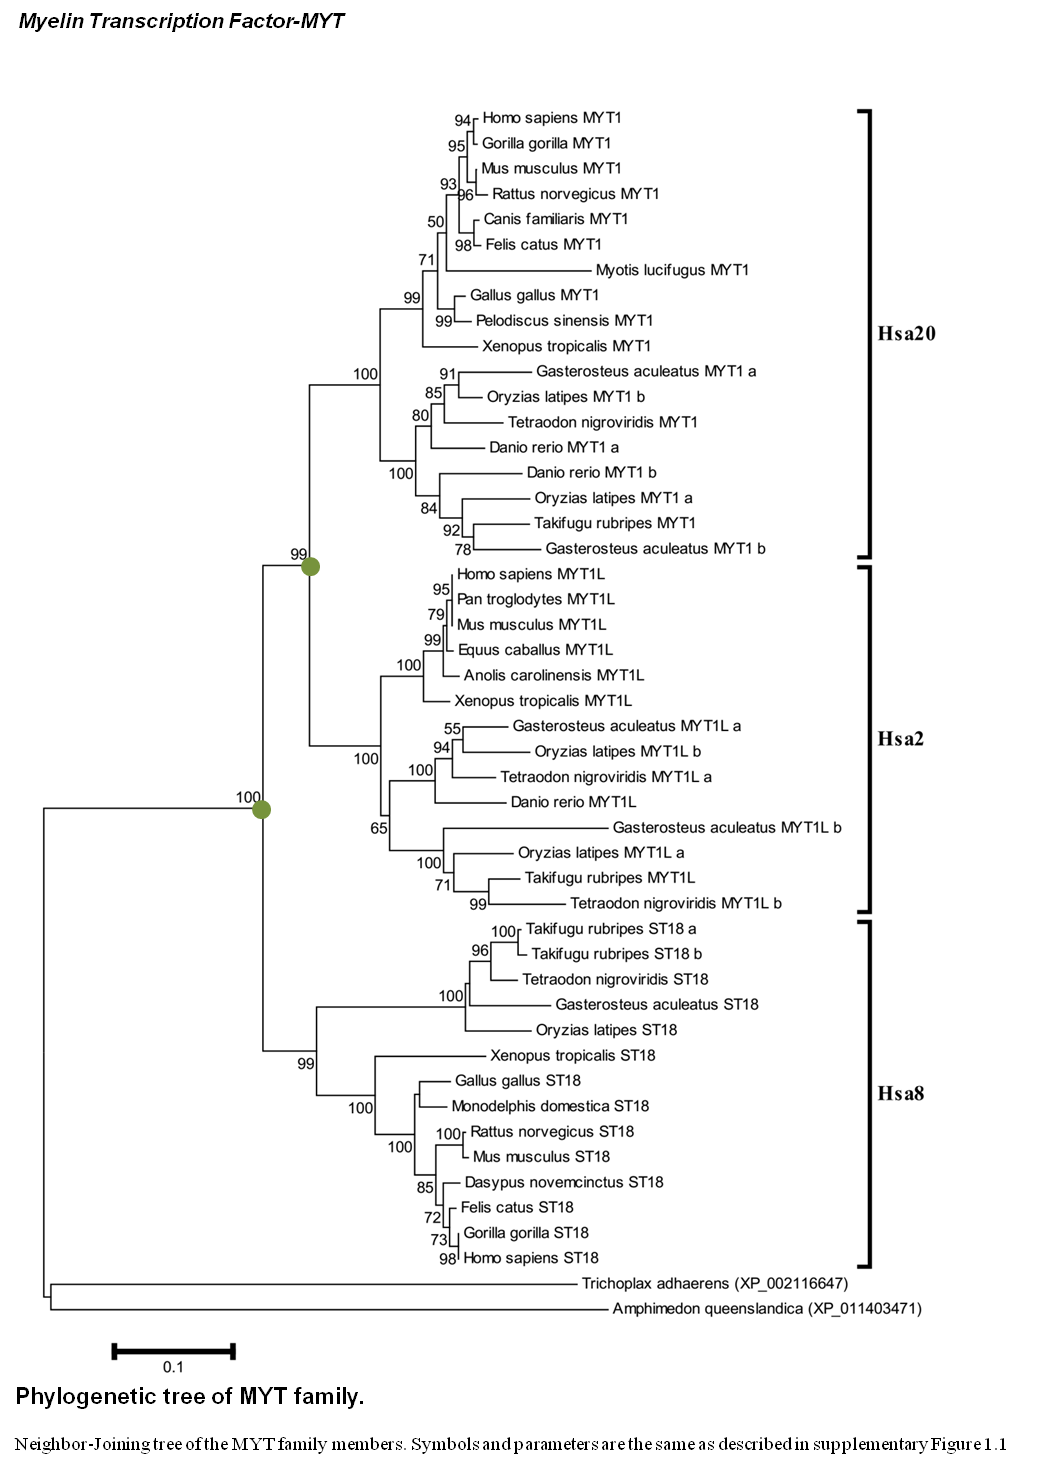 Myelin Transcription Factor-MYT
94
Homo sapiens MYT1
Gorilla gorilla MYT1
95
Mus musculus MYT1
93
96
Rattus norvegicus MYT1
Canis familiaris MYT1
50
98
Felis catus MYT1
71
Myotis lucifugus MYT1
99
Gallus gallus MYT1
99
Pelodiscus sinensis MYT1
Hsa20
Xenopus tropicalis MYT1
100
91
Gasterosteus aculeatus MYT1 a
85
Oryzias latipes MYT1 b
80
Tetraodon nigroviridis MYT1
Danio rerio MYT1 a
100
Danio rerio MYT1 b
84
Oryzias latipes MYT1 a
92
Takifugu rubripes MYT1
78
Gasterosteus aculeatus MYT1 b
99
Homo sapiens MYT1L
95
Pan troglodytes MYT1L
79
Mus musculus MYT1L
99
Equus caballus MYT1L
100
Anolis carolinensis MYT1L
Xenopus tropicalis MYT1L
55
Gasterosteus aculeatus MYT1L a
Hsa2
94
Oryzias latipes MYT1L b
100
100
Tetraodon nigroviridis MYT1L a
Danio rerio MYT1L
100
65
Gasterosteus aculeatus MYT1L b
100
Oryzias latipes MYT1L a
71
Takifugu rubripes MYT1L
99
Tetraodon nigroviridis MYT1L b
100
Takifugu rubripes ST18 a
96
Takifugu rubripes ST18 b
Tetraodon nigroviridis ST18
100
Gasterosteus aculeatus ST18
Oryzias latipes ST18
99
Xenopus tropicalis ST18
Gallus gallus ST18
Hsa8
100
Monodelphis domestica ST18
100
Rattus norvegicus ST18
100
Mus musculus ST18
85
Dasypus novemcinctus ST18
72
Felis catus ST18
73
Gorilla gorilla ST18
98
Homo sapiens ST18
Trichoplax adhaerens (XP_002116647)
Amphimedon queenslandica (XP_011403471)
0.1
Phylogenetic tree of MYT family.
Neighbor-Joining tree of the MYT family members. Symbols and parameters are the same as described in supplementary Figure 1.1